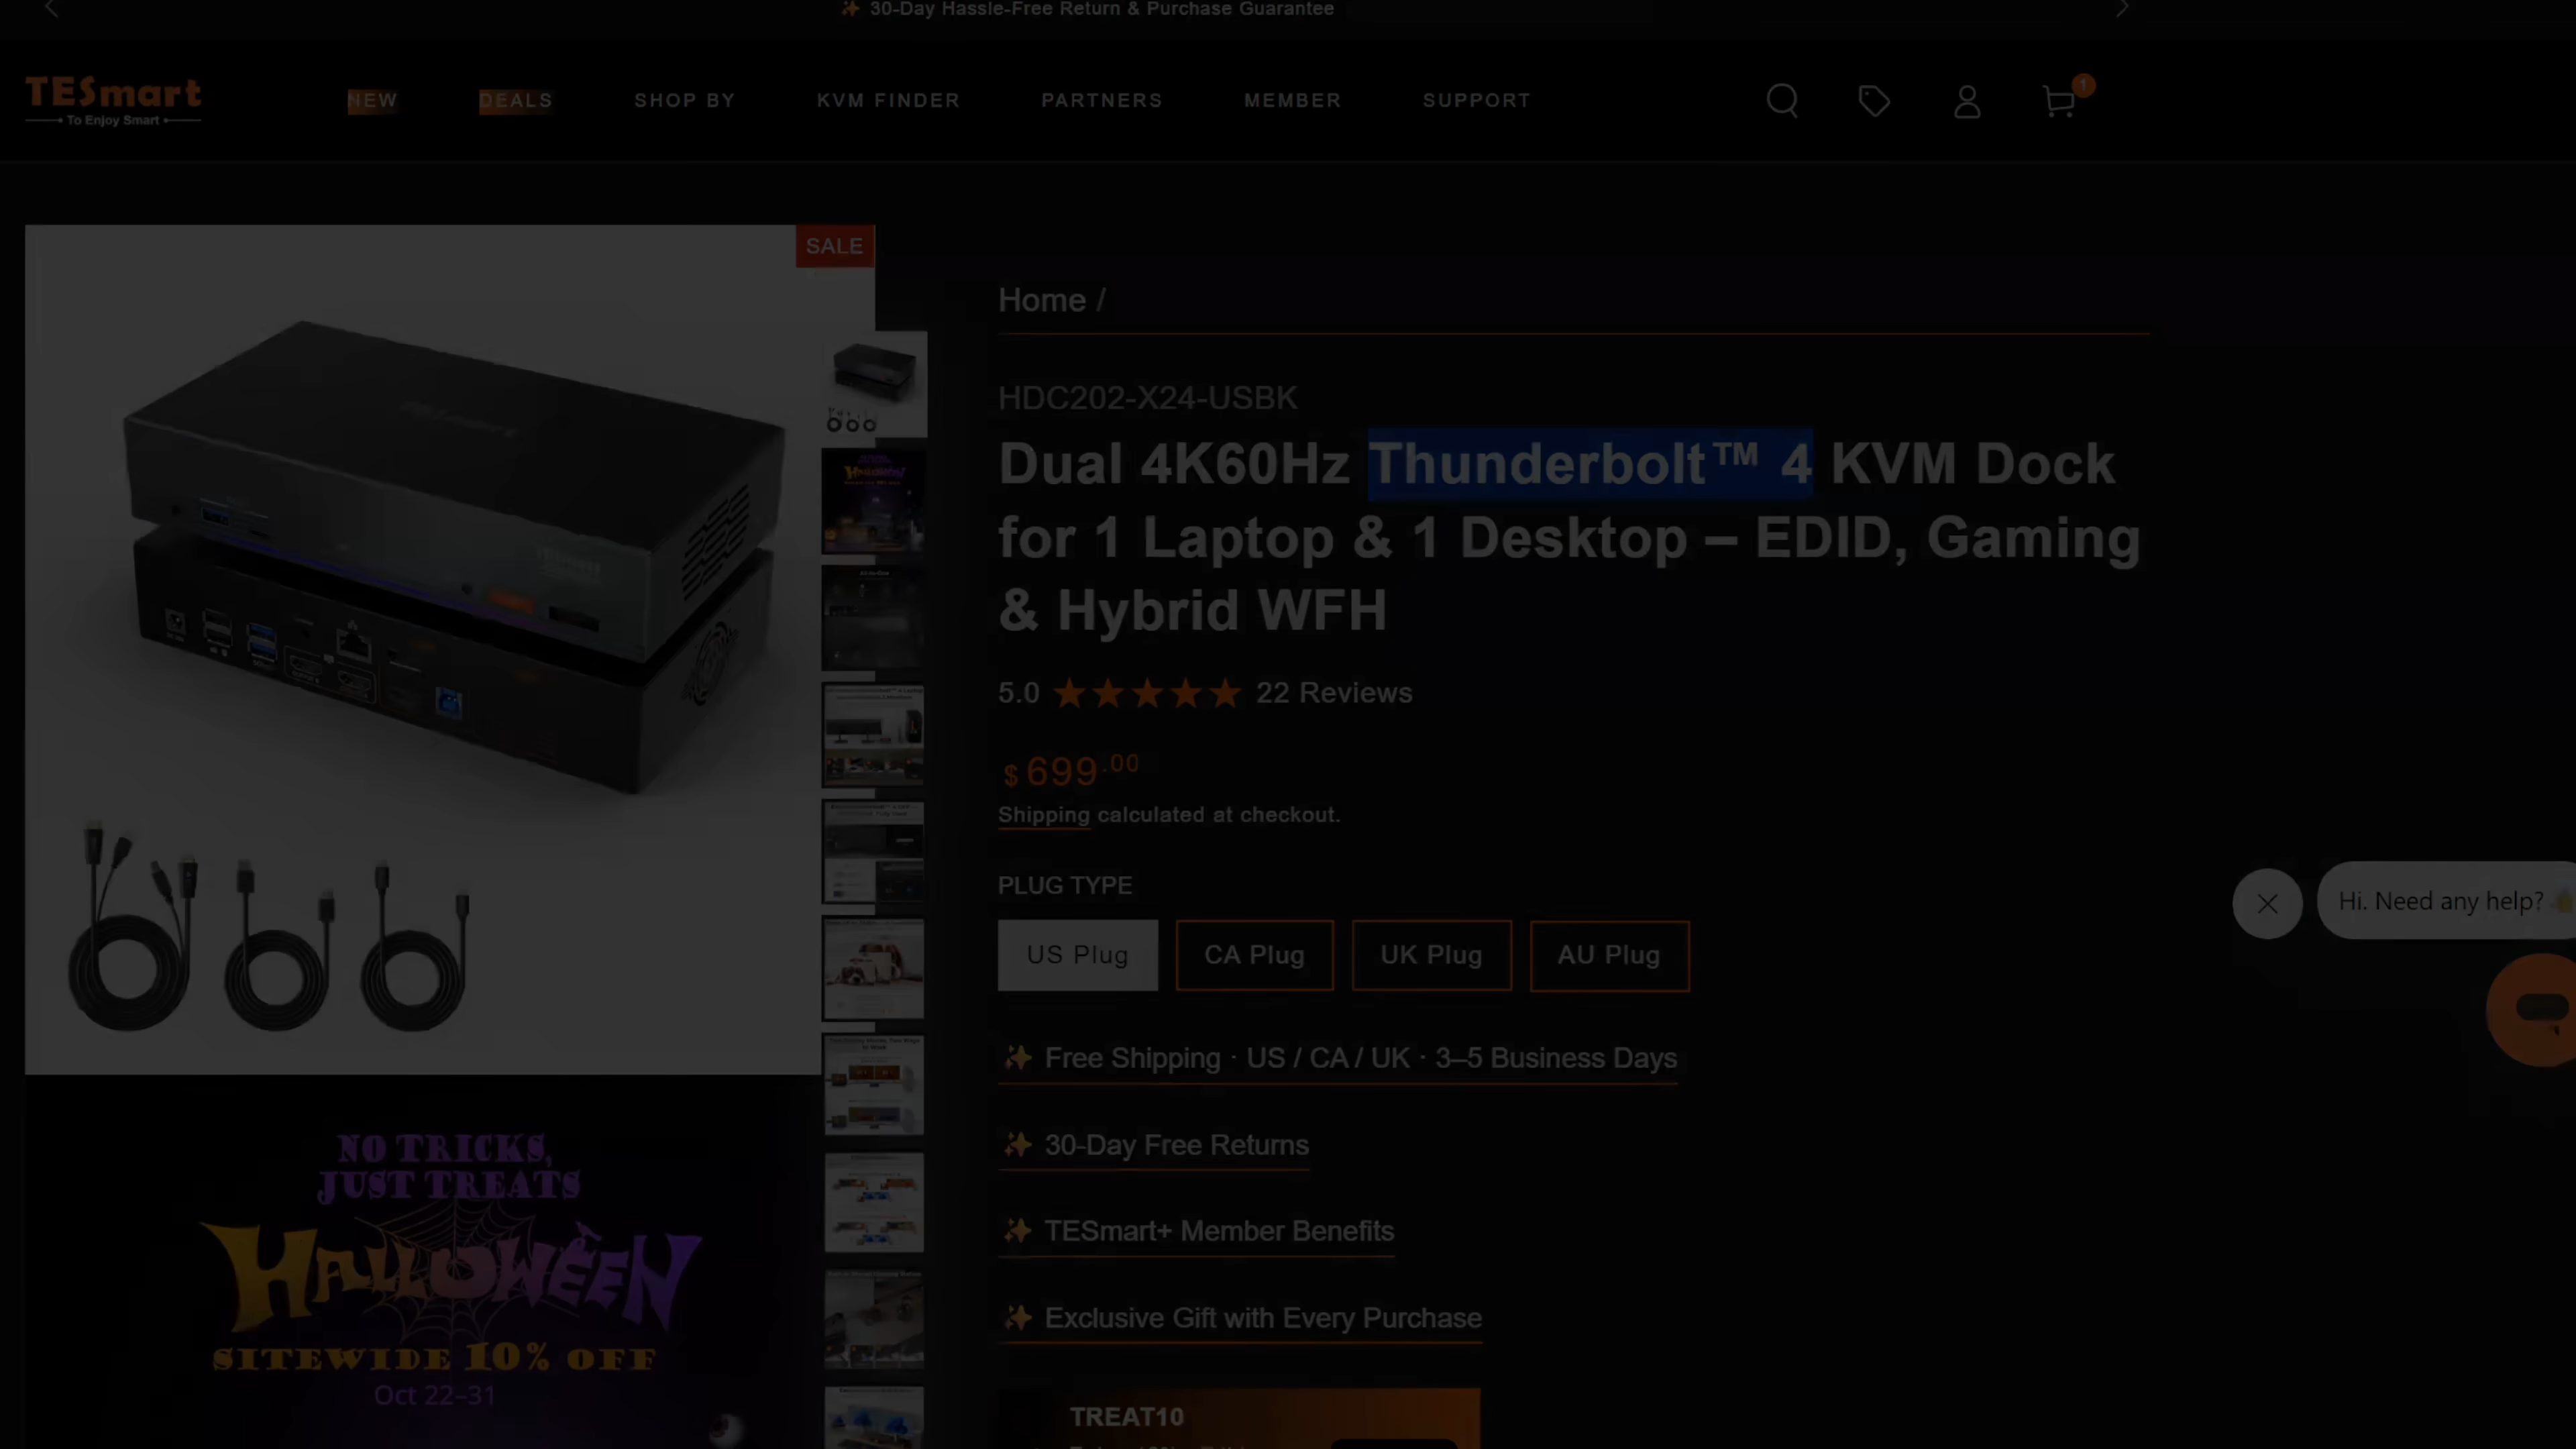 ✨ 30-Day Hassle-Free Return & Purchase Guarantee
TESmart
To Enjoy Smart
NEW
DEALS
SHOP BY
KVM FINDER
PARTNERS
MEMBER
SUPPORT
1
SALE
Home /
HDC202-X24-USBK
Dual 4K60Hz Thunderbolt™ 4 KVM Dock
for 1 Laptop & 1 Desktop – EDID, Gaming
& Hybrid WFH
5.0 ★★★★★ 22 Reviews
$ 699.00
Shipping calculated at checkout.
PLUG TYPE
US Plug
CA Plug
UK Plug
AU Plug
✨ Free Shipping · US / CA / UK · 3–5 Business Days
✨ 30-Day Free Returns
✨ TESmart+ Member Benefits
✨ Exclusive Gift with Every Purchase
TREAT10
Hi. Need any help?
NO TRICKS,
JUST TREATS
HALLOWEEN
SITEWIDE 10% OFF
Oct 22–31